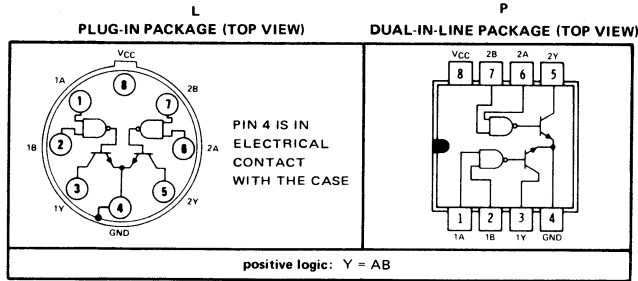 L
PLUG-IN PACKAGE (TOP VIEW)
VCC
1A
2B
8
1
7
1B
2
6
2A
3
5
1Y
4
2Y
GND
PIN 4 IS IN
ELECTRICAL
CONTACT
WITH THE CASE
P
DUAL-IN-LINE PACKAGE (TOP VIEW)
VCC 2B 2A 2Y
8 7 6 5
1 2 3 4
1A 1B 1Y GND
positive logic: Y = AB